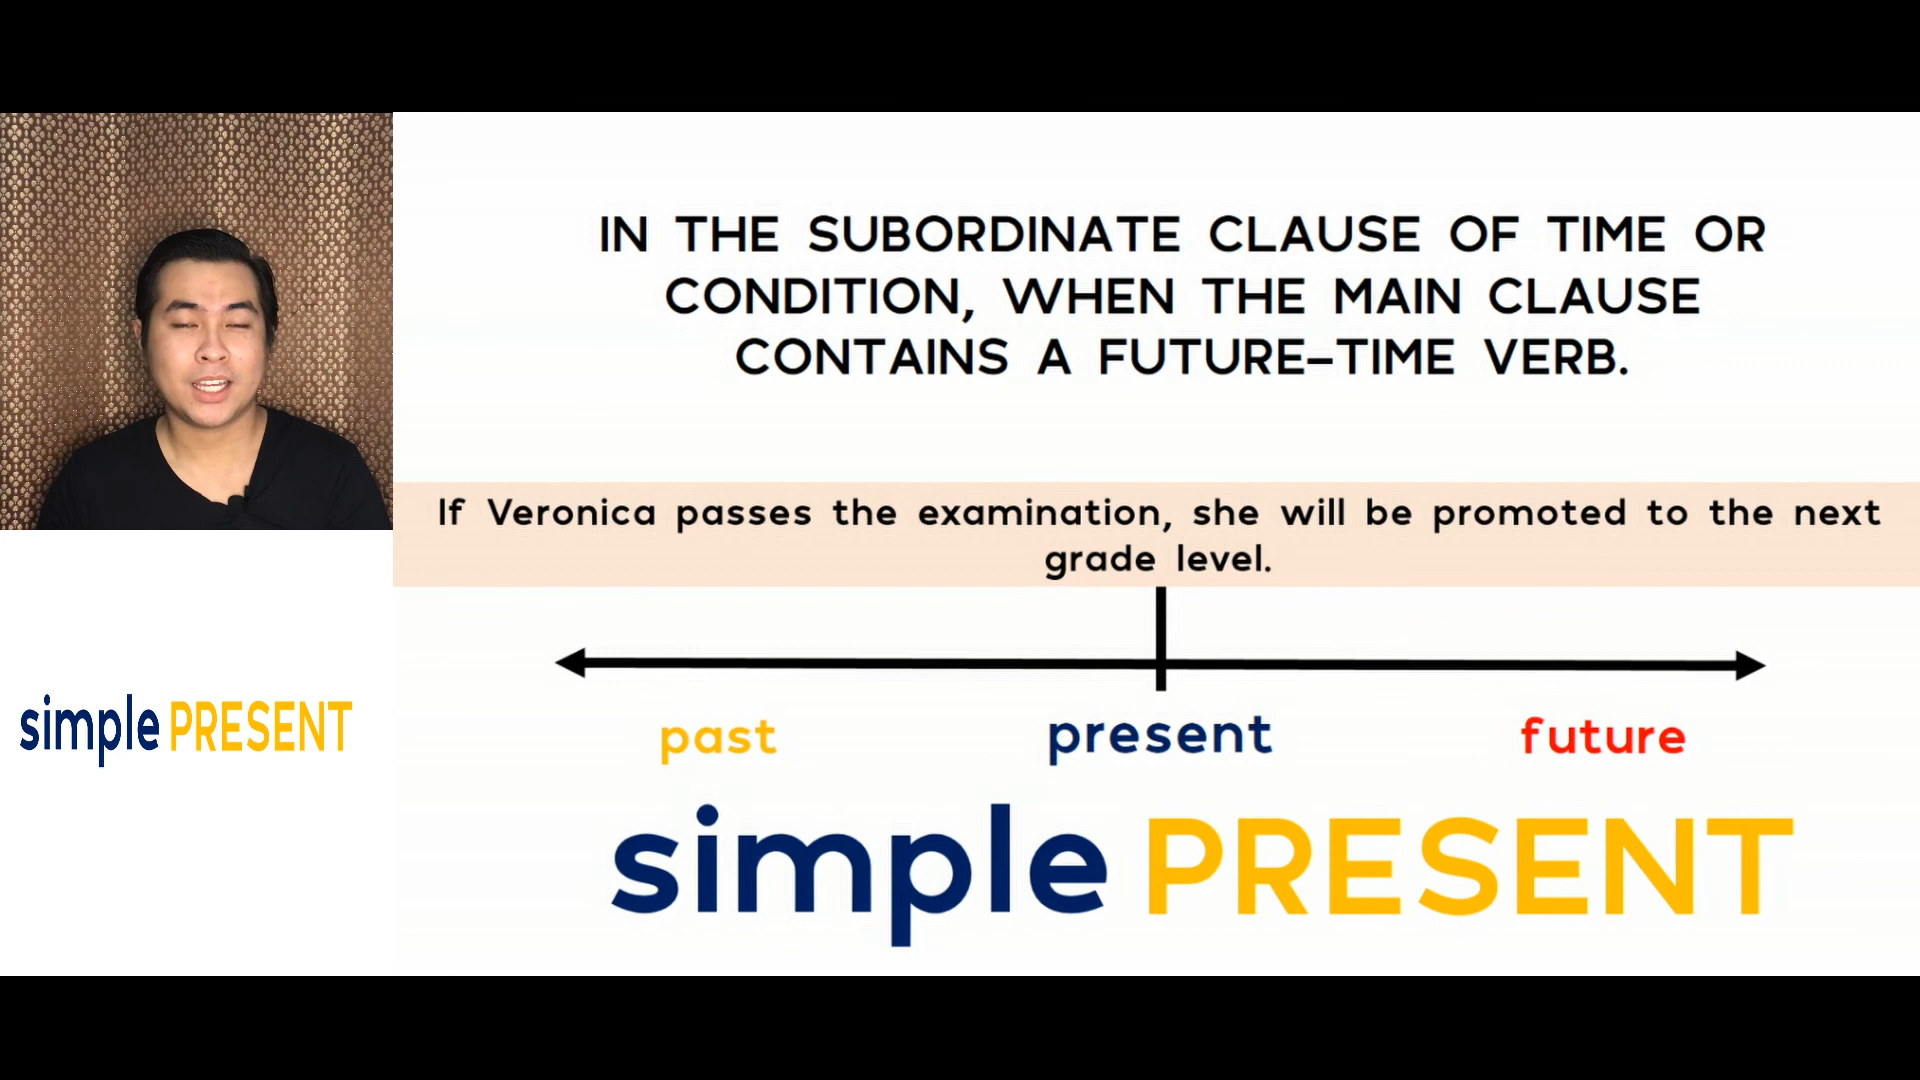 IN THE SUBORDINATE CLAUSE OF TIME OR
CONDITION, WHEN THE MAIN CLAUSE
CONTAINS A FUTURE-TIME VERB.
If Veronica passes the examination, she will be promoted to the next
grade level.
past present future
simple PRESENT
simple PRESENT